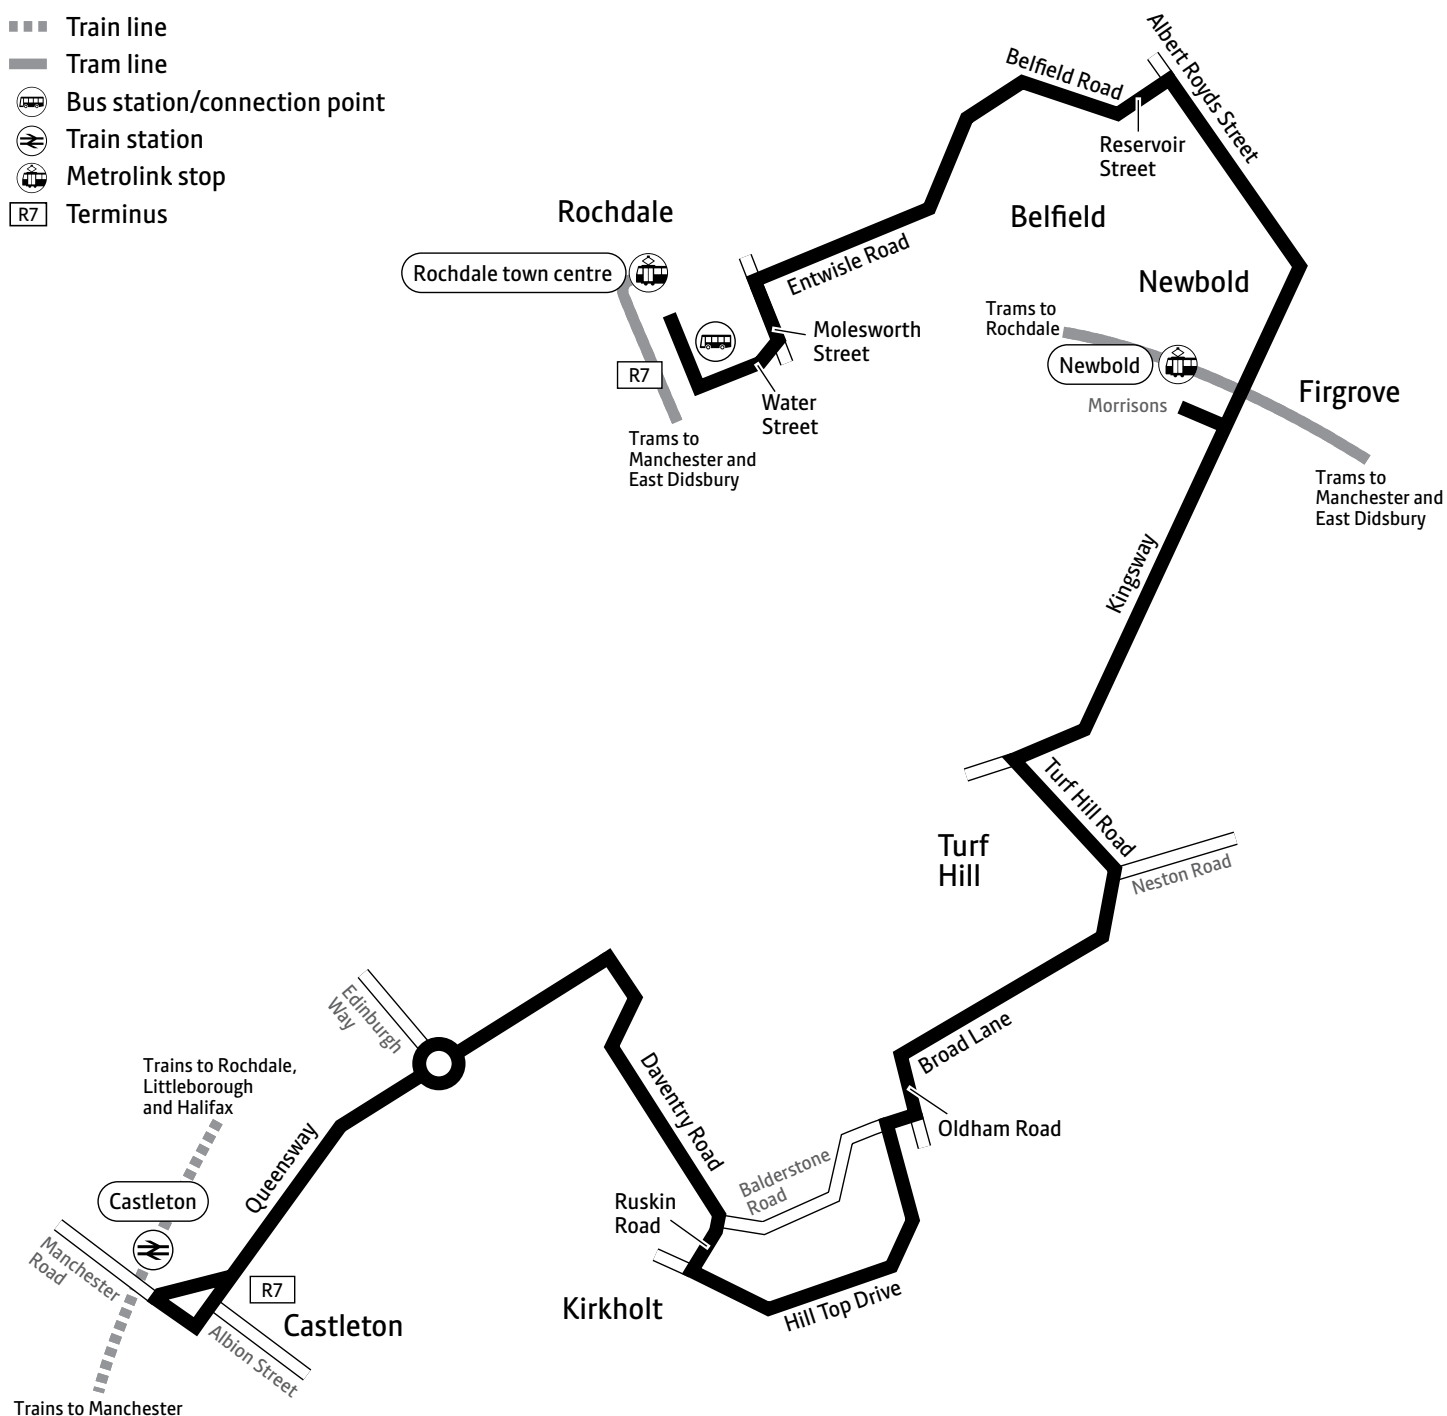 Train line
Tram line
Bus station/connection point
Train station
Metrolink stop
R7 Terminus
Albert Royds Street
Belfield Road
Reservoir
Street
Rochdale
Belfield
Rochdale town centre
Entwisle Road
Newbold
Trams to
Rochdale
Molesworth
Street
Newbold
R7
Firgrove
Morrisons
Water
Street
Trams to
Manchester and
East Didsbury
Trams to
Manchester and
East Didsbury
Kingsway
Turf Hill Road
Turf
Hill
Neston Road
Edinburgh
Way
Broad Lane
Trains to Rochdale,
Littleborough
and Halifax
Daventry Road
Oldham Road
Queensway
Balderstone
Road
Castleton
Ruskin
Road
Manchester
Road
R7
Kirkholt
Hill Top Drive
Castleton
Albion Street
Trains to Manchester